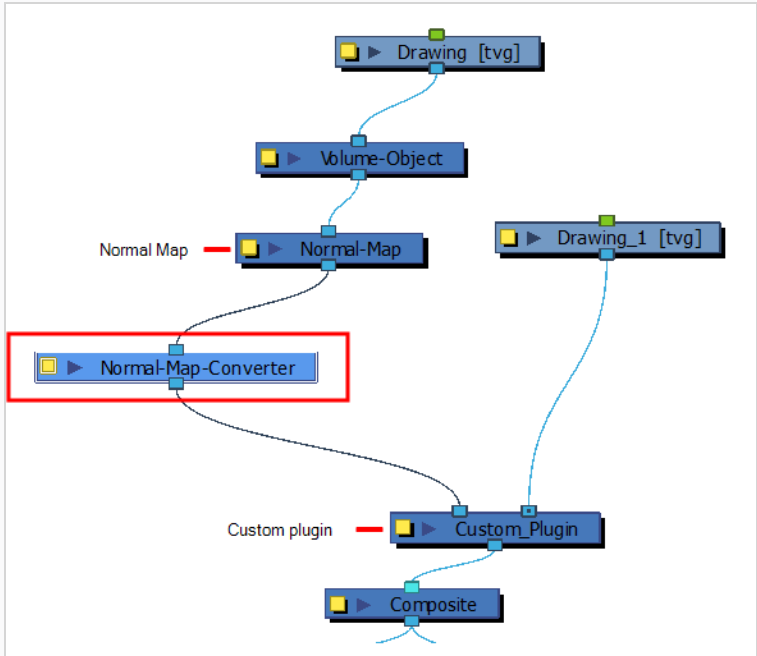 Drawing [tvg]
Volume-Object
Normal Map
Normal-Map
Drawing_1 [tvg]
Normal-Map-Converter
Custom plugin
Custom_Plugin
Composite